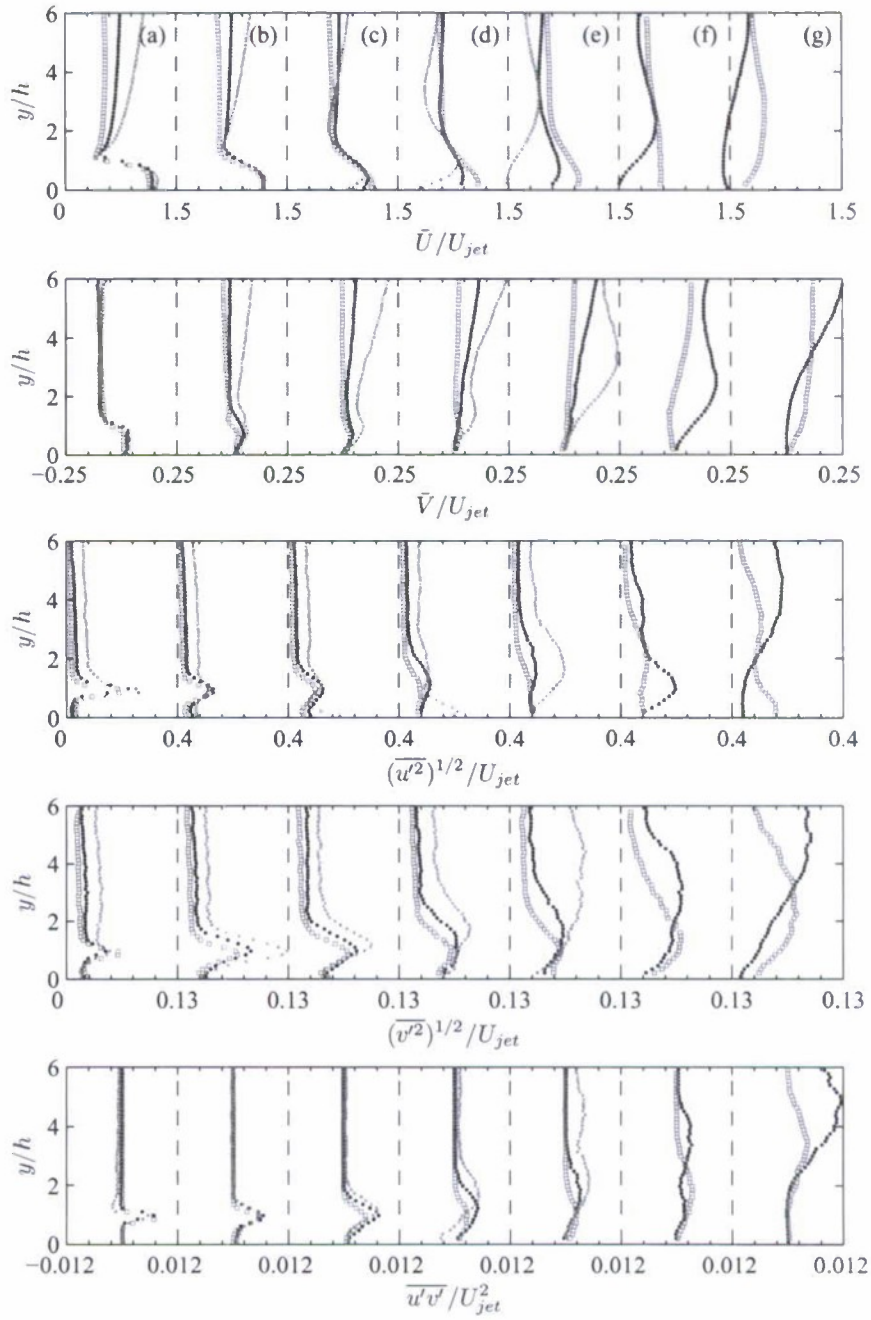 (a) (b) (c) (d) (e) (f) (g)
6
4
2
0
y/h
0 1.5 1.5 1.5 1.5 1.5 1.5 1.5
Ū/U_jet
6
4
2
0
y/h
−0.25 0.25 0.25 0.25 0.25 0.25 0.25 0.25
V̄/U_jet
6
4
2
0
y/h
0 0.4 0.4 0.4 0.4 0.4 0.4 0.4
(u'²)^1/2/U_jet
6
4
2
0
y/h
0 0.13 0.13 0.13 0.13 0.13 0.13 0.13
(v'²)^1/2/U_jet
6
4
2
0
y/h
−0.012 0.012 0.012 0.012 0.012 0.012 0.012 0.012
u'v'/U²_jet